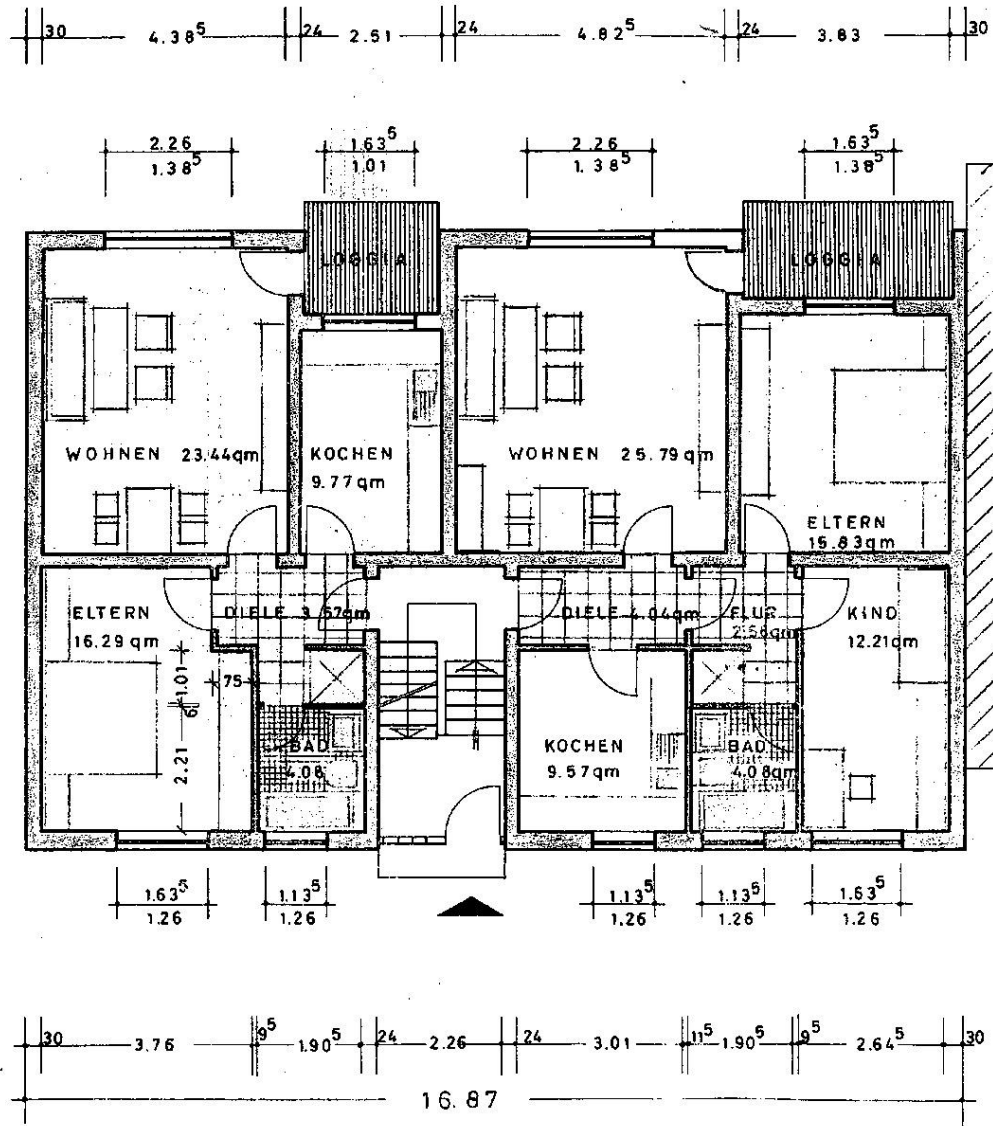 30 4.38⁵ 24 2.51 24 4.82⁵ 24 3.83 30
2.26 1.63⁵ 2.26 1.63⁵
1.38⁵ 1.01 1.38⁵ 1.38⁵
LOGGIA LOGGIA
WOHNEN 23.44qm KOCHEN WOHNEN 25.79qm
9.77qm
ELTERN
15.83qm
ELTERN DIELE 3.57qm DIELE 4.04qm FLUR KIND
16.29qm 2.56qm 12.21qm
1.01 75
6
2.21
BAD KOCHEN BAD
4.08 9.57qm 4.08qm
1.63⁵ 1.13⁵ 1.13⁵ 1.13⁵ 1.63⁵
1.26 1.26 1.26 1.26 1.26
30 3.76 9⁵ 1.90⁵ 24 2.26 24 3.01 11⁵ 1.90⁵ 9⁵ 2.64⁵ 30
16.87